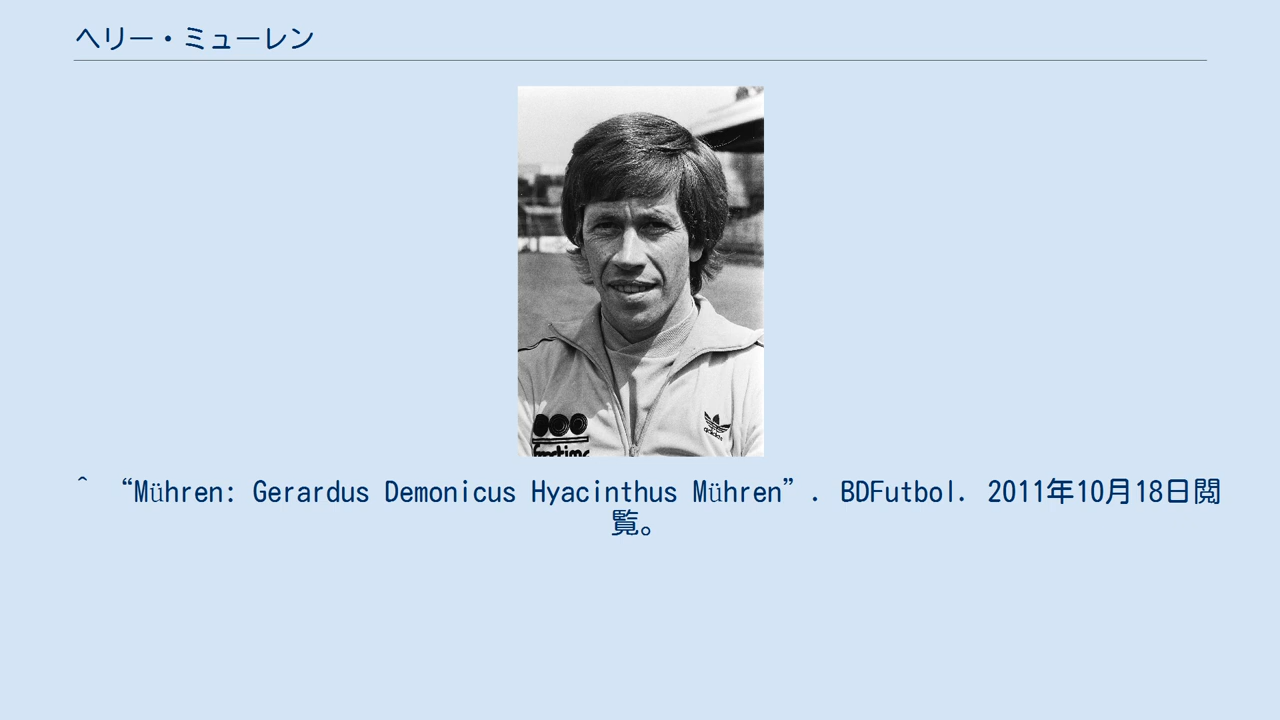 ヘリー・ミューレン
adidas
^ “Mühren: Gerardus Demonicus Hyacinthus Mühren”. BDFutbol. 2011年10月18日閲
覧。